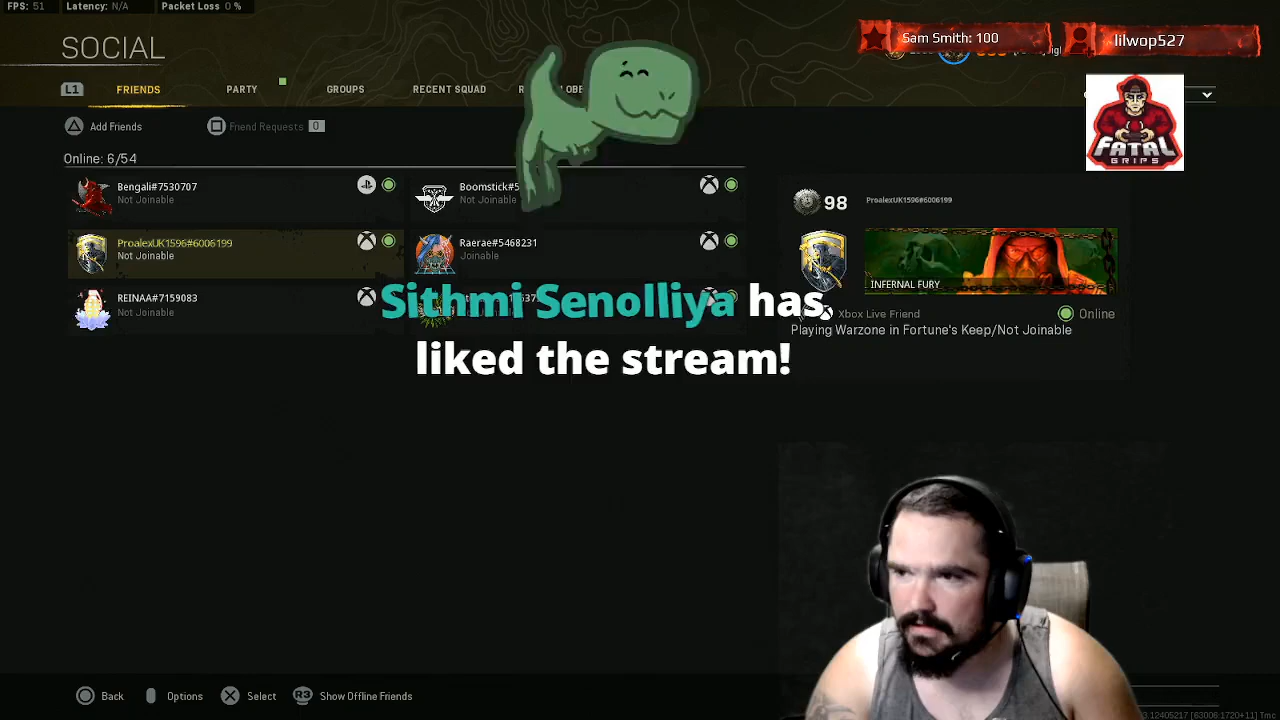 FPS: 51 Latency: N/A Packet Loss 0 %
SOCIAL
Sam Smith: 100
lilwop527
L1 FRIENDS PARTY GROUPS RECENT SQUAD
Add Friends Friend Requests 0
FATAL
GRIPS
Online: 6/54
Bengali#7530707
Not Joinable
Not Joinable
ProalexUK1596#6006199
Not Joinable
Raerae#5468231
Joinable
REINAA#7159083
Not Joinable
98 ProalexUK1596#6006199
INFERNAL FURY
Xbox Live Friend Online
Playing Warzone in Fortune's Keep/Not Joinable
Sithmi Senolliya has
liked the stream!
Back Options Select R3 Show Offline Friends